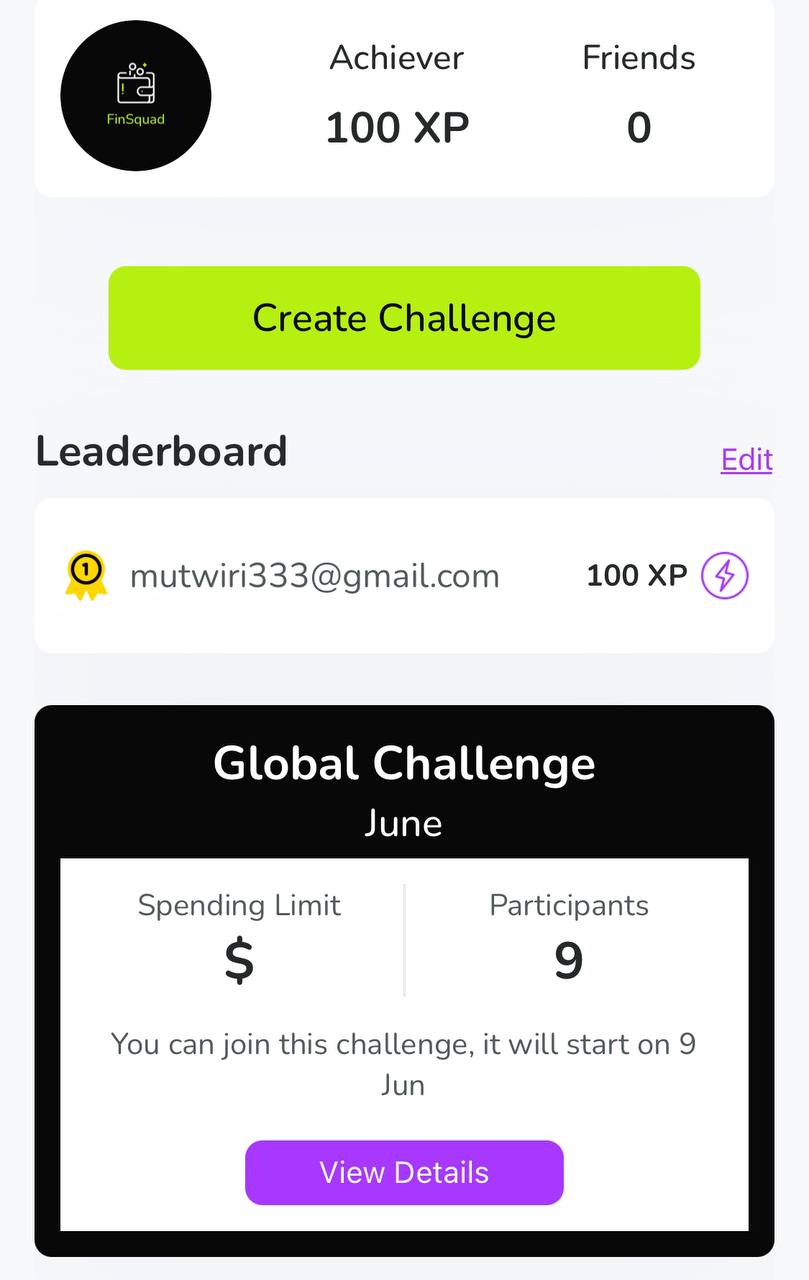 FinSquad
Achiever
100 XP
Friends
0
Create Challenge
Leaderboard
Edit
1
mutwiri333@gmail.com
100 XP
Global Challenge
June
Spending Limit
$
Participants
9
You can join this challenge, it will start on 9
Jun
View Details